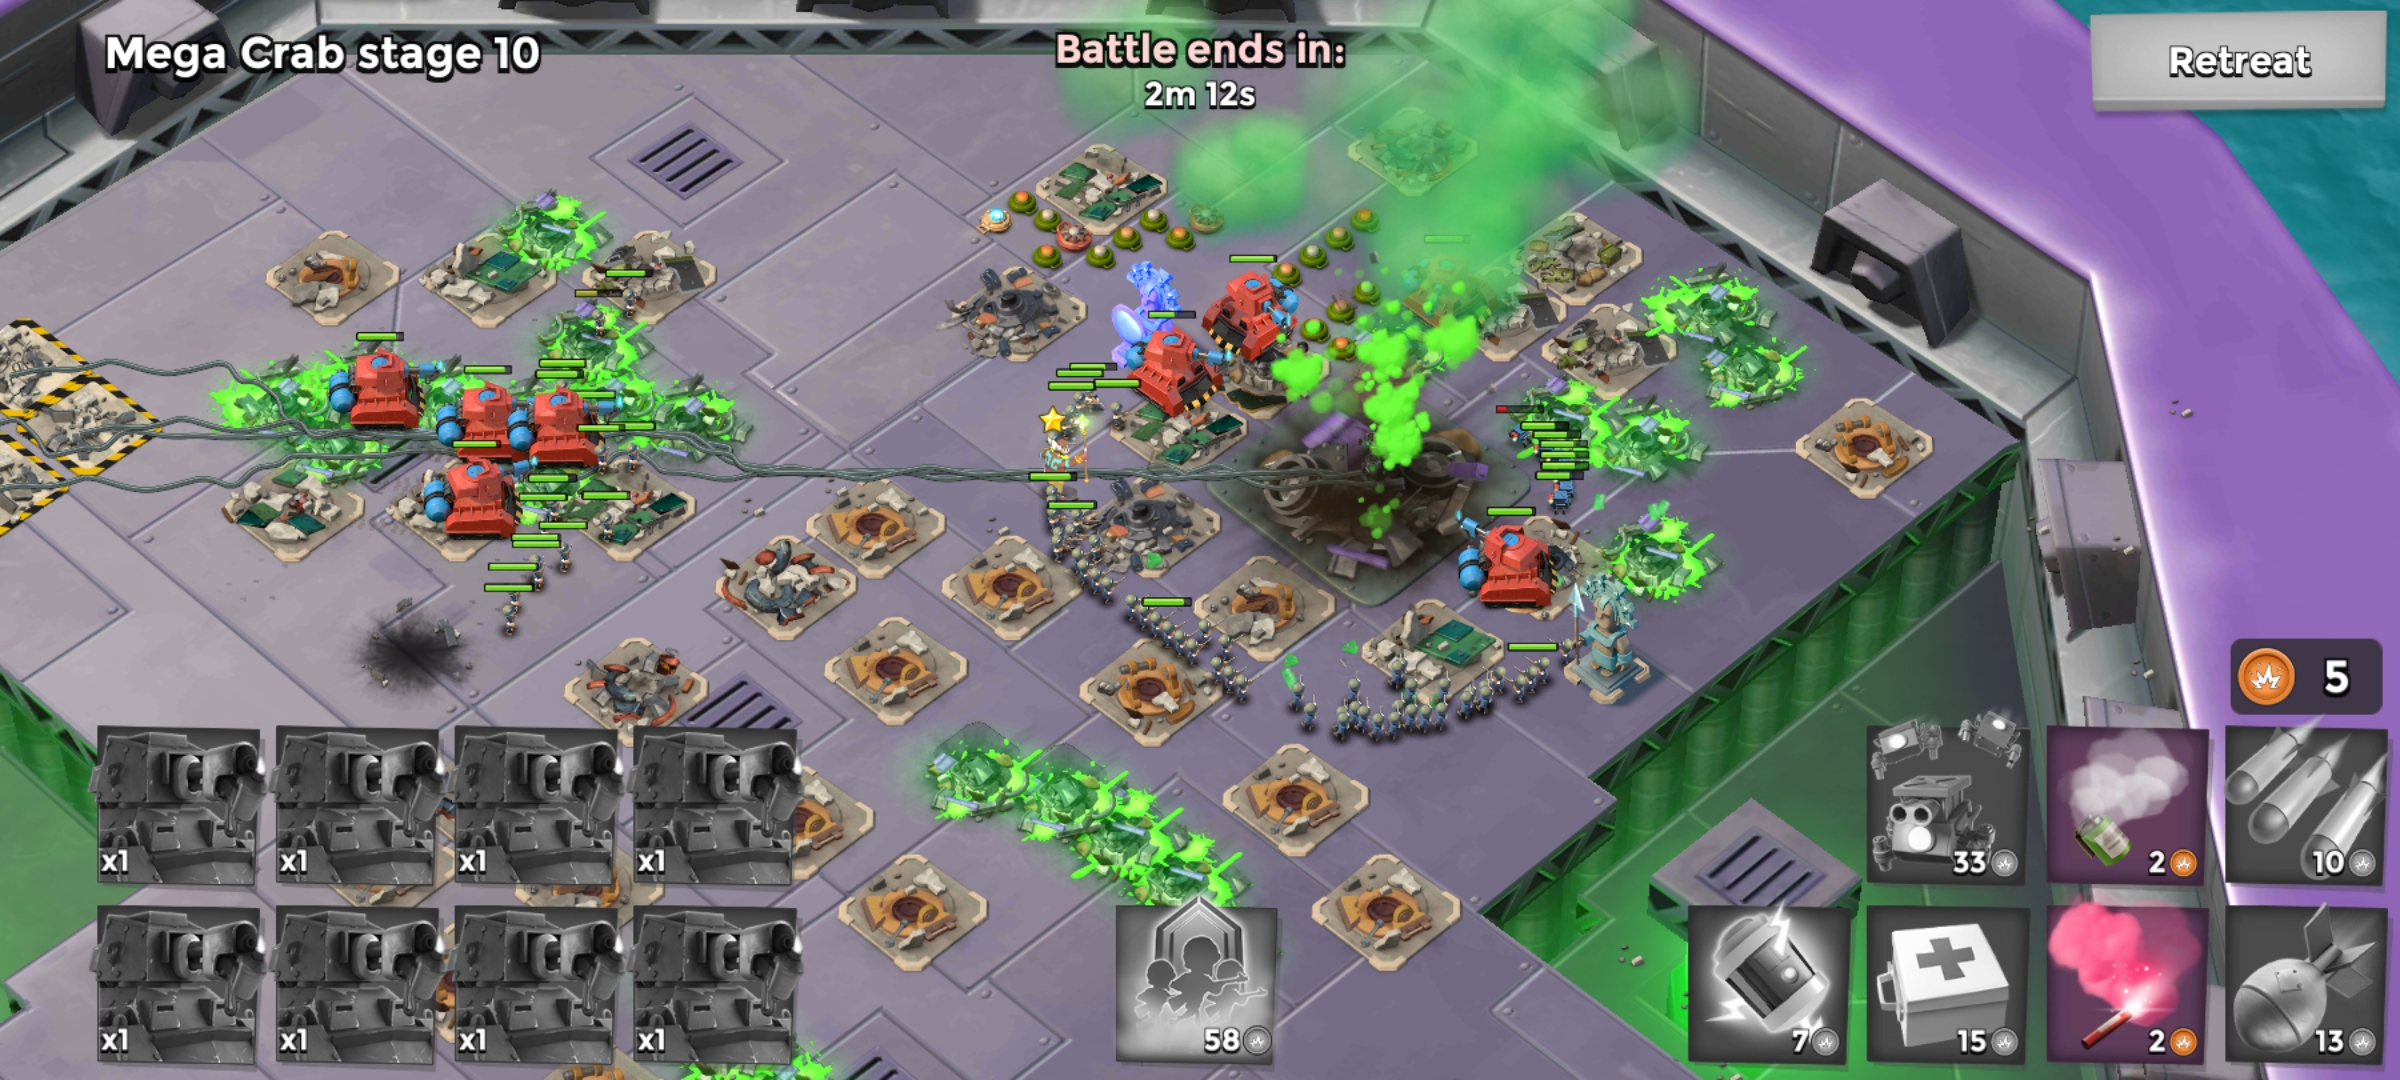 Mega Crab stage 10
Battle ends in:
2m 12s
Retreat
5
x1
x1
x1
x1
33
2
10
x1
x1
x1
x1
58
7
15
2
13